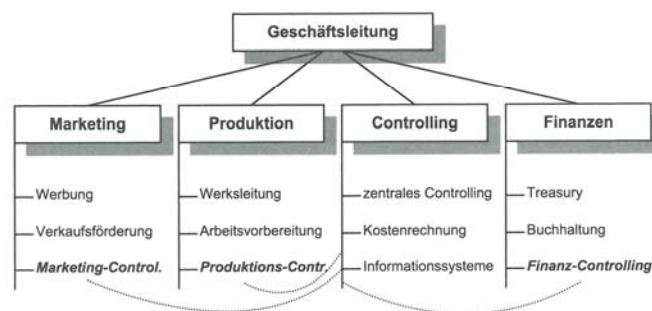 Geschäftsleitung
Marketing
Produktion
Controlling
Finanzen
Werbung
Werksleitung
zentrales Controlling
Treasury
Verkaufsförderung
Arbeitsvorbereitung
Kostenrechnung
Buchhaltung
Marketing-Control.
Produktions-Contr.
Informationssysteme
Finanz-Controlling